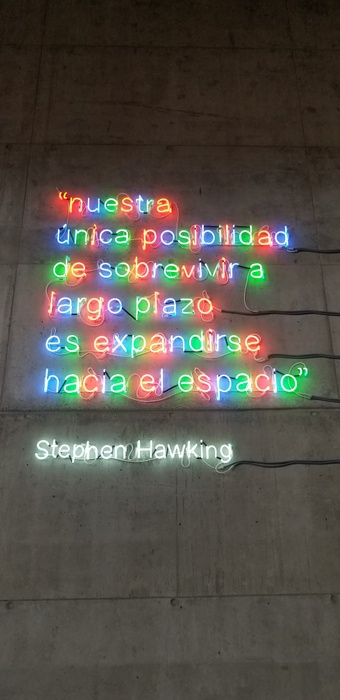 “nuestra
única posibilidad
de sobrevivir a
largo plazo
es expandirse
hacia el espacio”
Stephen Hawking